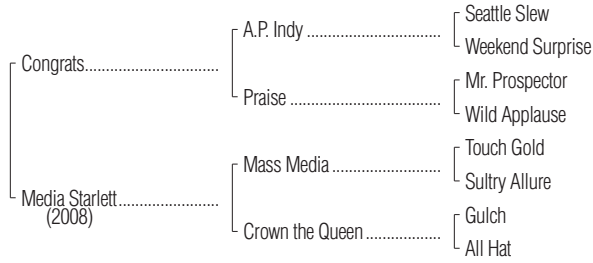 Seattle Slew
A.P. Indy
Weekend Surprise
Congrats
Mr. Prospector
Praise
Wild Applause
Touch Gold
Mass Media
Sultry Allure
Media Starlett
(2008)
Gulch
Crown the Queen
All Hat